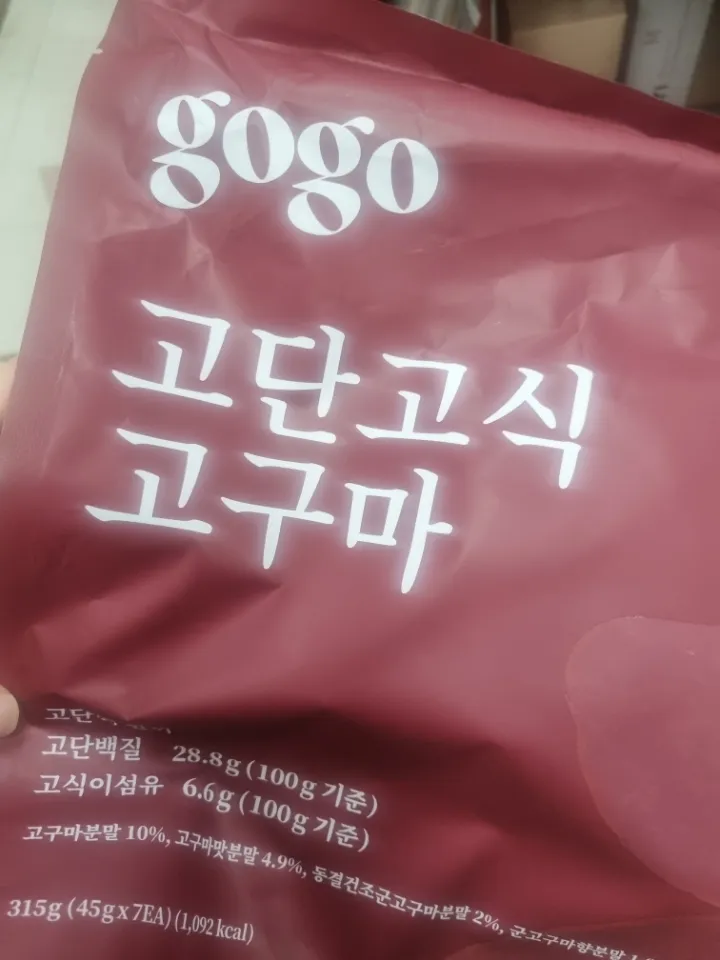 gogo
고단고식
고구마
고단백질 28.8g (100g 기준)
고식이섬유 6.6g (100g 기준)
고구마분말 10%, 고구마맛분말 4.9%, 동결건조군고구마분말 2%, 군고구마향분말
315g (45g x 7EA) (1,092 kcal)